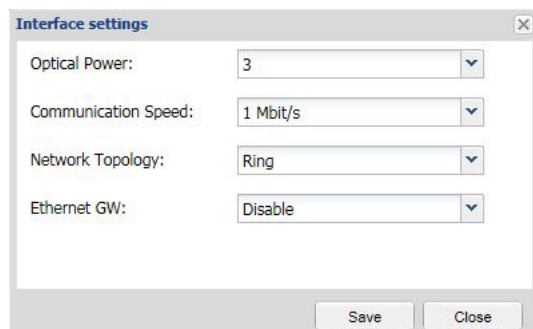 Interface settings
Optical Power: 3
Communication Speed: 1 Mbit/s
Network Topology: Ring
Ethernet GW: Disable
Save Close